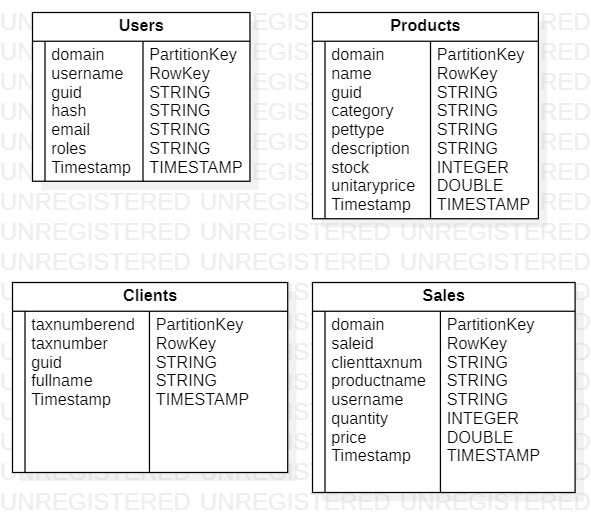 Users
domain PartitionKey
username RowKey
guid STRING
hash STRING
email STRING
roles STRING
Timestamp TIMESTAMP
Products
domain PartitionKey
name RowKey
guid STRING
category STRING
pettype STRING
description STRING
stock INTEGER
unitaryprice DOUBLE
Timestamp TIMESTAMP
UNREGISTERED UNREGISTERED UNREGISTERED
Clients
taxnumberend PartitionKey
taxnumber RowKey
guid STRING
fullname STRING
Timestamp TIMESTAMP
Sales
domain PartitionKey
saleid RowKey
clienttaxnum STRING
productname STRING
username STRING
quantity INTEGER
price DOUBLE
Timestamp TIMESTAMP
UNREGISTERED UNREGISTERED UNREGISTERED